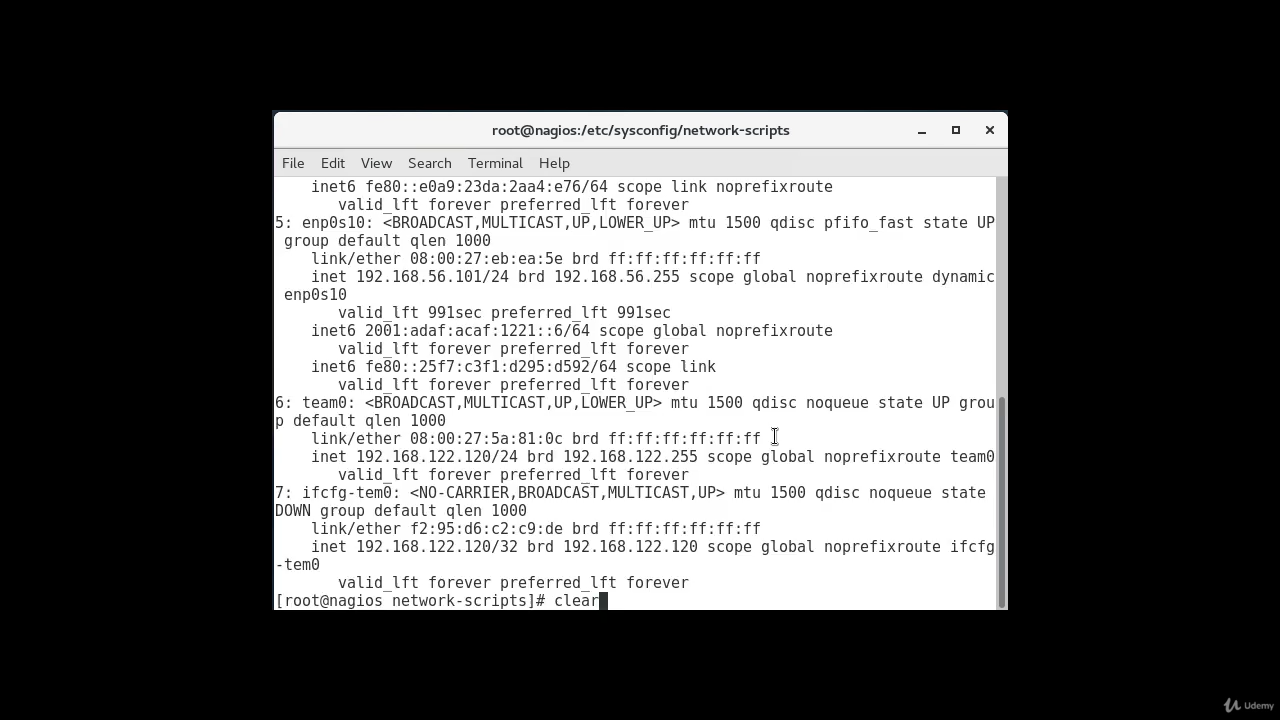 root@nagios:/etc/sysconfig/network-scripts
File Edit View Search Terminal Help
inet6 fe80::e0a9:23da:2aa4:e76/64 scope link noprefixroute
valid_lft forever preferred_lft forever
5: enp0s10: <BROADCAST,MULTICAST,UP,LOWER_UP> mtu 1500 qdisc pfifo_fast state UP
group default qlen 1000
link/ether 08:00:27:eb:ea:5e brd ff:ff:ff:ff:ff:ff
inet 192.168.56.101/24 brd 192.168.56.255 scope global noprefixroute dynamic
enp0s10
valid_lft 991sec preferred_lft 991sec
inet6 2001:adaf:acaf:1221::6/64 scope global noprefixroute
valid_lft forever preferred_lft forever
inet6 fe80::25f7:c3f1:d295:d592/64 scope link
valid_lft forever preferred_lft forever
6: team0: <BROADCAST,MULTICAST,UP,LOWER_UP> mtu 1500 qdisc noqueue state UP grou
p default qlen 1000
link/ether 08:00:27:5a:81:0c brd ff:ff:ff:ff:ff:ff
inet 192.168.122.120/24 brd 192.168.122.255 scope global noprefixroute team0
valid_lft forever preferred_lft forever
7: ifcfg-tem0: <NO-CARRIER,BROADCAST,MULTICAST,UP> mtu 1500 qdisc noqueue state
DOWN group default qlen 1000
link/ether f2:95:d6:c2:c9:de brd ff:ff:ff:ff:ff:ff
inet 192.168.122.120/32 brd 192.168.122.120 scope global noprefixroute ifcfg
-tem0
valid_lft forever preferred_lft forever
[root@nagios network-scripts]# clear
Udemy